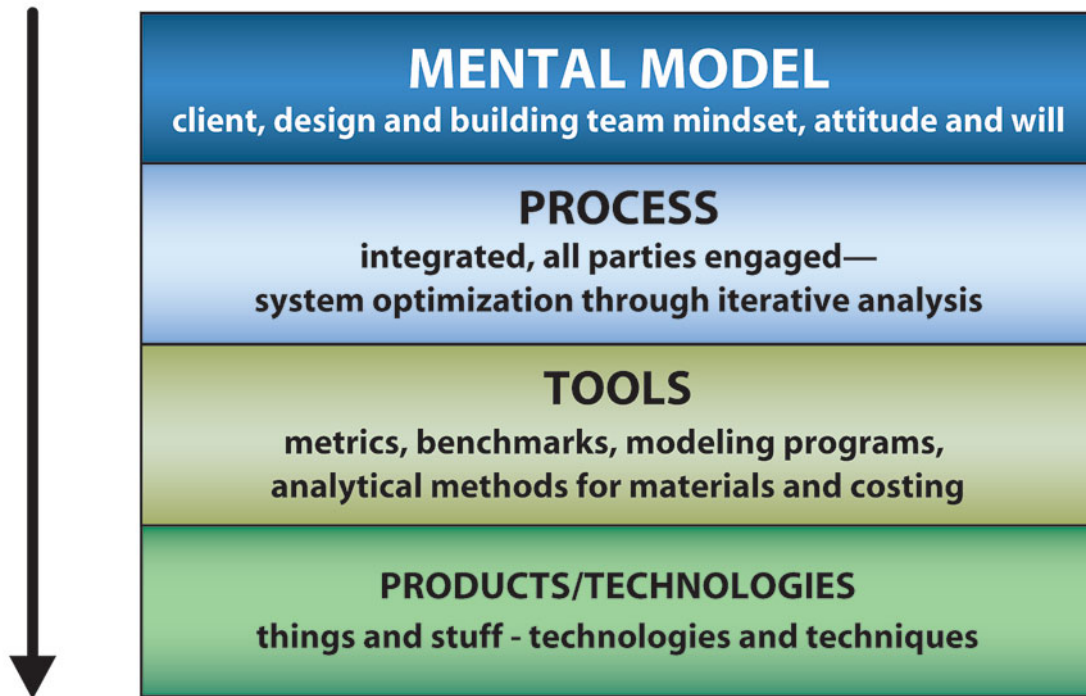 MENTAL MODEL
client, design and building team mindset, attitude and will
PROCESS
integrated, all parties engaged—
system optimization through iterative analysis
TOOLS
metrics, benchmarks, modeling programs,
analytical methods for materials and costing
PRODUCTS/TECHNOLOGIES
things and stuff - technologies and techniques